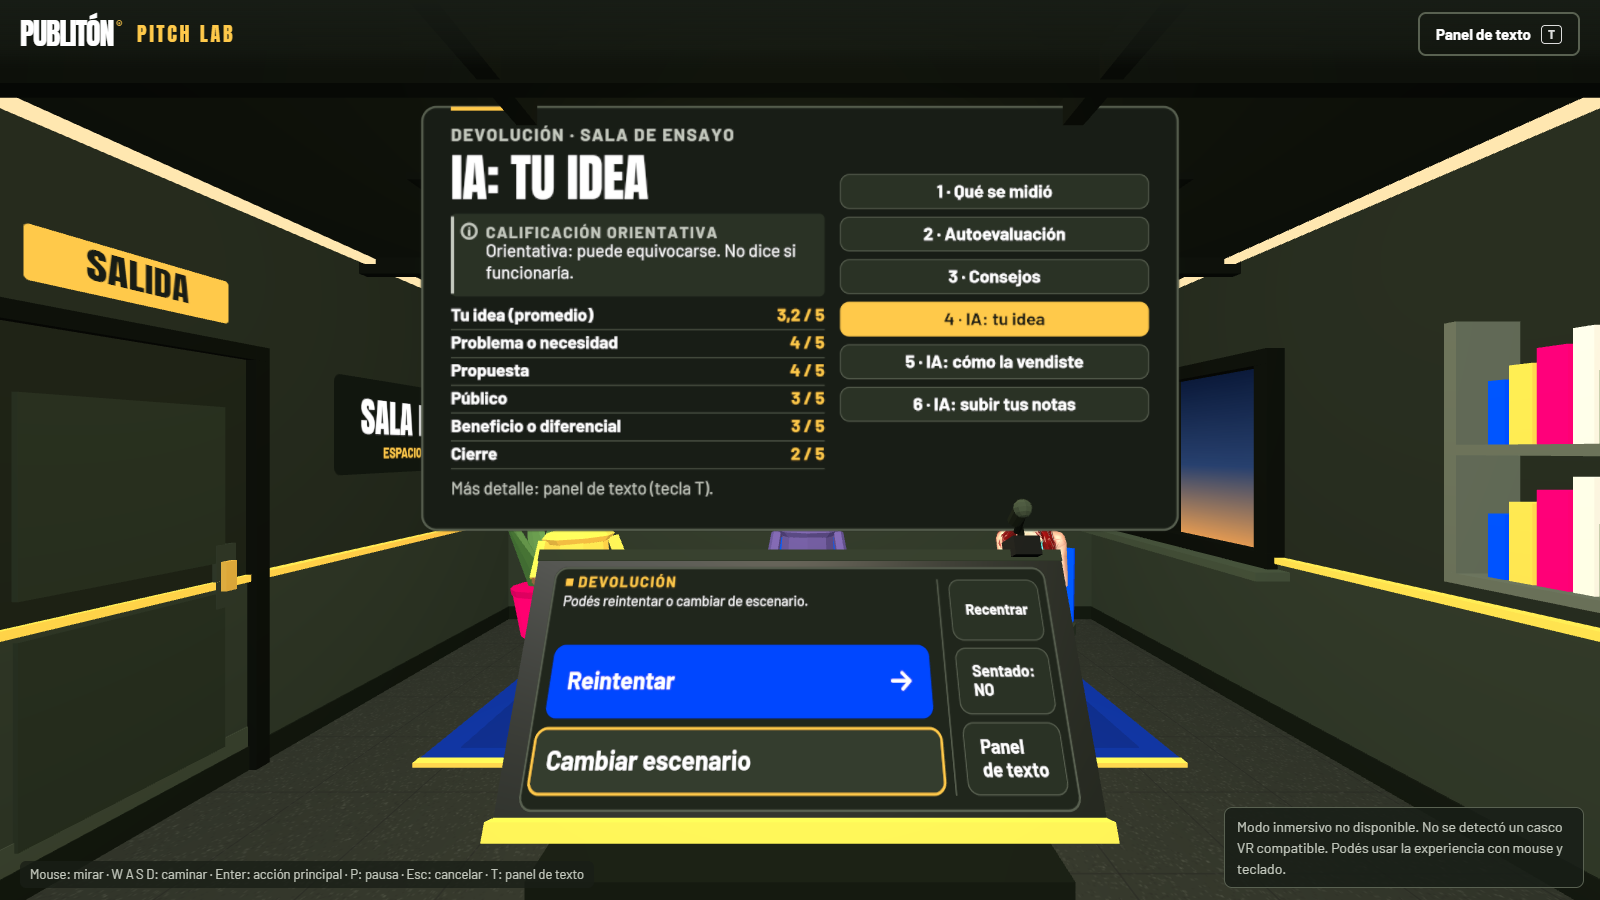 PUBLITÓN
PITCH LAB
Panel de texto T
SALIDA
SALA
ESPACIO
DEVOLUCIÓN · SALA DE ENSAYO
IA: TU IDEA
CALIFICACIÓN ORIENTATIVA
Orientativa: puede equivocarse. No dice si
funcionaría.
Tu idea (promedio) 3,2 / 5
Problema o necesidad 4 / 5
Propuesta 4 / 5
Público 3 / 5
Beneficio o diferencial 3 / 5
Cierre 2 / 5
Más detalle: panel de texto (tecla T).
1 · Qué se midió
2 · Autoevaluación
3 · Consejos
4 · IA: tu idea
5 · IA: cómo la vendiste
6 · IA: subir tus notas
DEVOLUCIÓN
Podés reintentar o cambiar de escenario.
Reintentar
Cambiar escenario
Recentrar
Sentado:
NO
Panel
de texto
Mouse: mirar · W A S D: caminar · Enter: acción principal · P: pausa · Esc: cancelar · T: panel de texto
Modo inmersivo no disponible. No se detectó un casco
VR compatible. Podés usar la experiencia con mouse y
teclado.